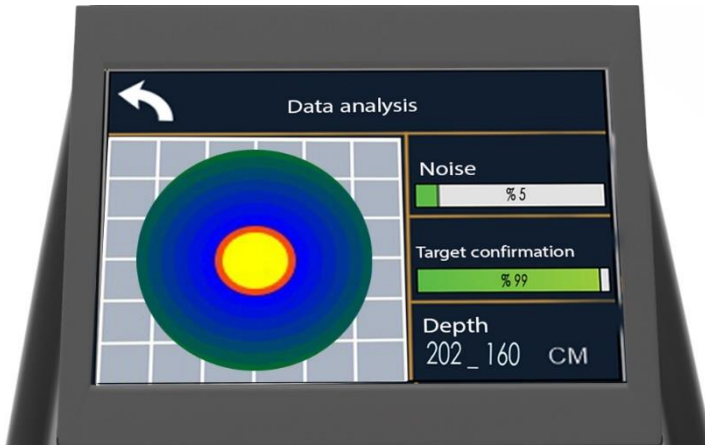 Data analysis
Noise
% 5
Target confirmation
% 99
Depth
202 _ 160 CM